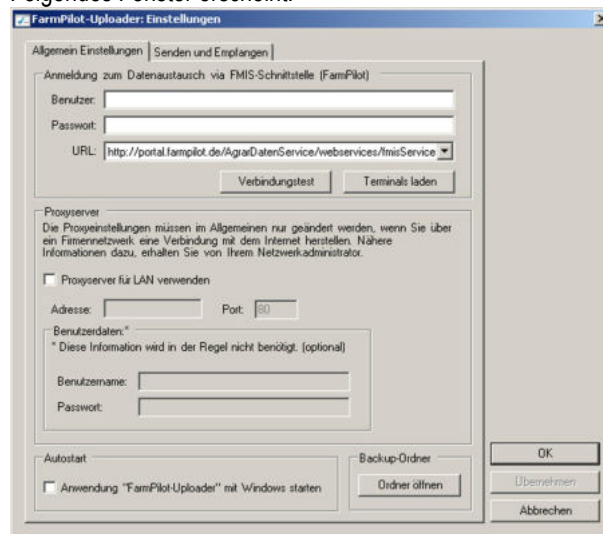 Folgendes Fenster erscheint:
FarmPilot-Uploader: Einstellungen
Allgemein Einstellungen
Senden und Empfangen
Anmeldung zum Datenaustausch via FMIS-Schnittstelle (FarmPilot)
Benutzer:
Passwort:
URL: http://portal.farmpilot.de/AgrarDatenService/webservices/fmisService
Verbindungstest
Terminals laden
Proxyserver
Die Proxyeinstellungen müssen im Allgemeinen nur geändert werden, wenn Sie über
ein Firmennetzwerk eine Verbindung mit dem Internet herstellen. Nähere
Informationen dazu, erhalten Sie von Ihrem Netzwerkadministrator.
Proxyserver für LAN verwenden
Adresse:
Port: 80
Benutzerdaten:*
* Diese Information wird in der Regel nicht benötigt. (optional)
Benutzername:
Passwort:
Autostart
Anwendung "FarmPilot-Uploader" mit Windows starten
Backup-Ordner
Ordner öffnen
OK
Übernehmen
Abbrechen